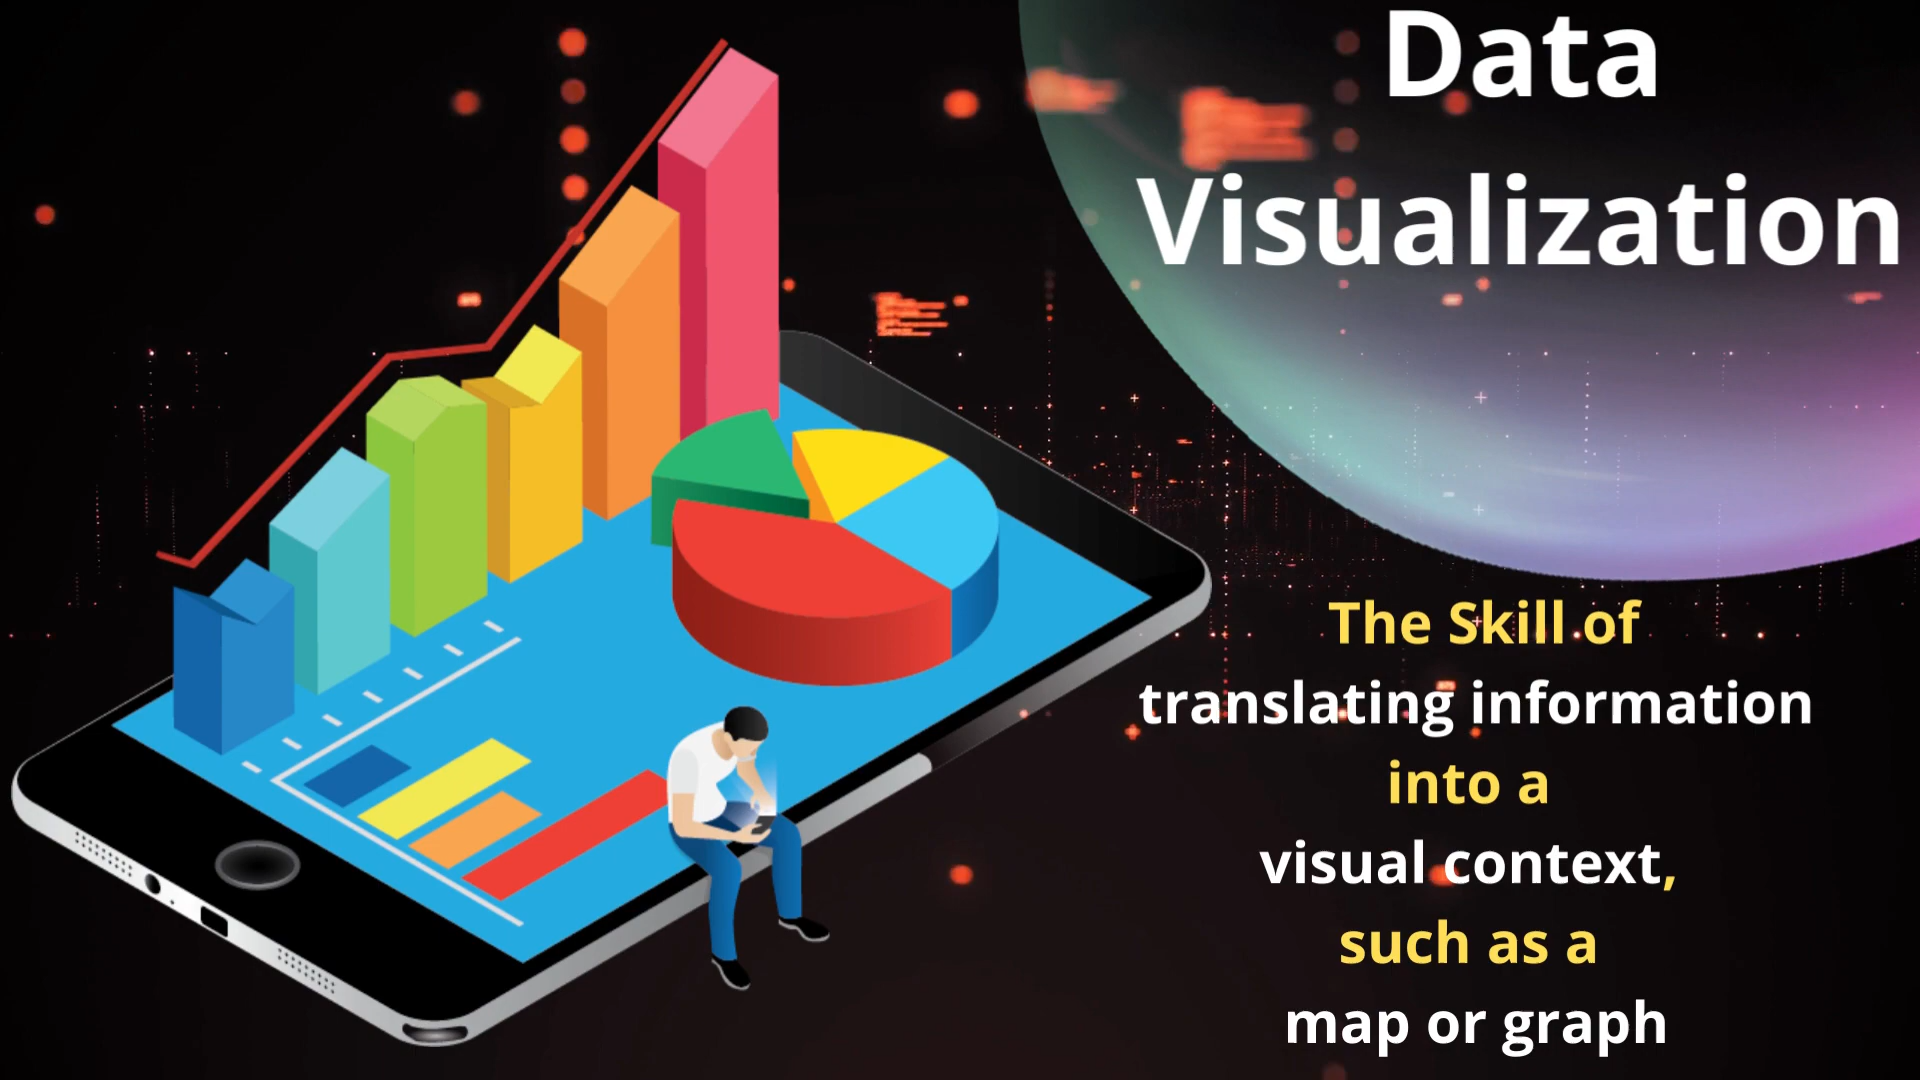 Data
Visualization
The Skill of
translating information
into a
visual context,
such as a
map or graph